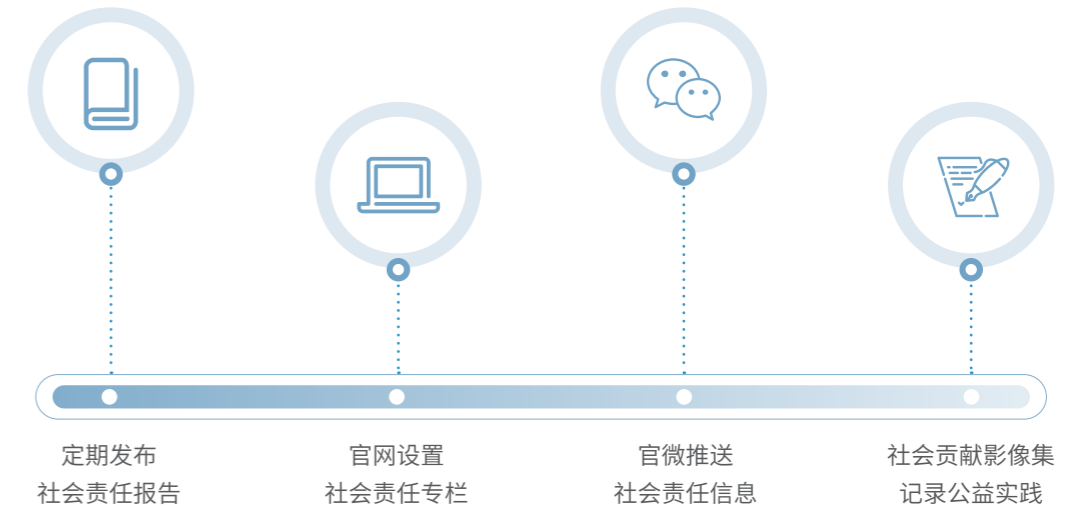 定期发布
社会责任报告
官网设置
社会责任专栏
官微推送
社会责任信息
社会贡献影像集
记录公益实践